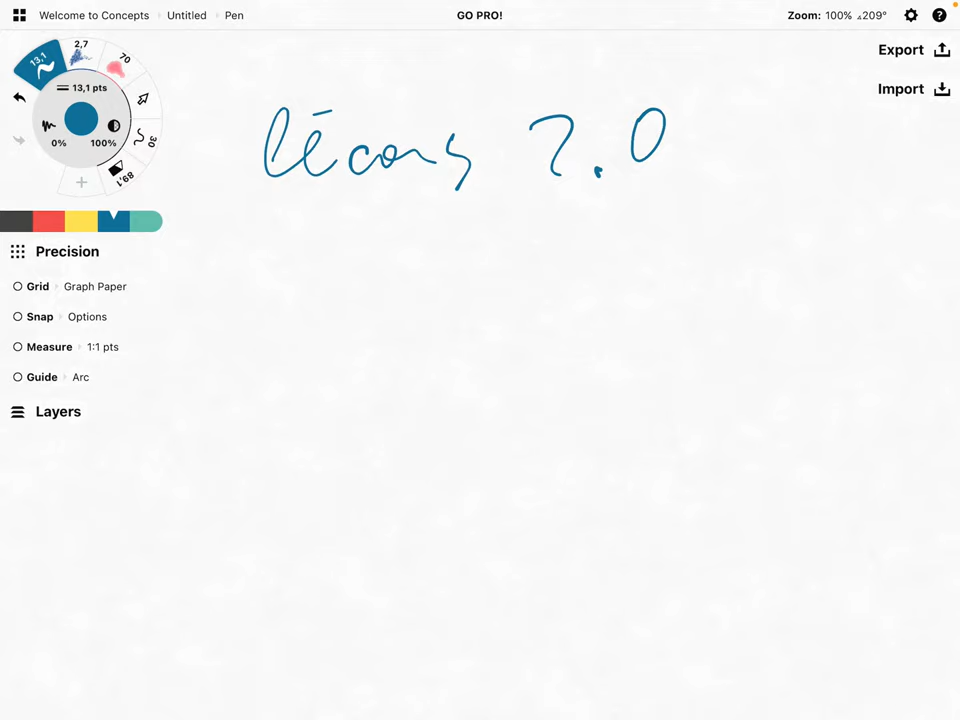 Welcome to Concepts › Untitled › Pen
GO PRO!
Zoom: 100% ⊿209°
Export
Import
13,1
2,7
70
13,1 pts
0%
100%
30
89,1
2.0
Precision
Grid › Graph Paper
Snap › Options
Measure › 1:1 pts
Guide › Arc
Layers